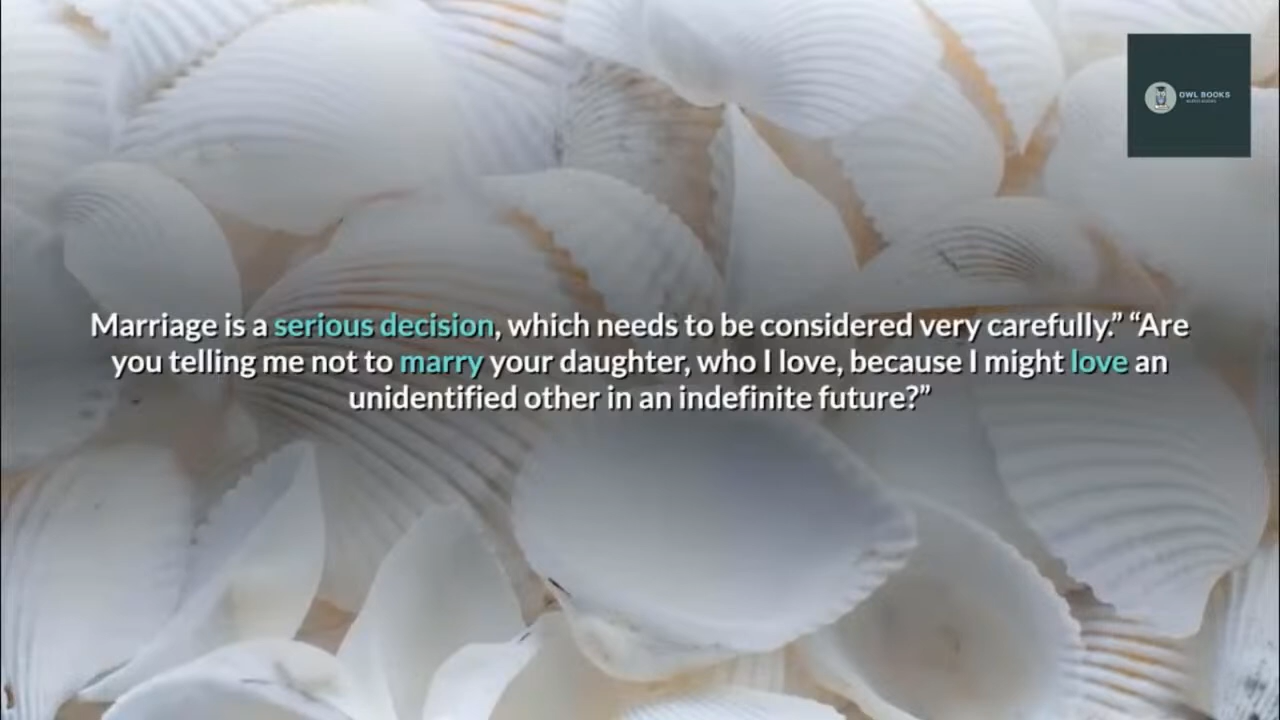 OWL BOOKS
Marriage is a serious decision, which needs to be considered very carefully.” “Are
you telling me not to marry your daughter, who I love, because I might love an
unidentified other in an indefinite future?”